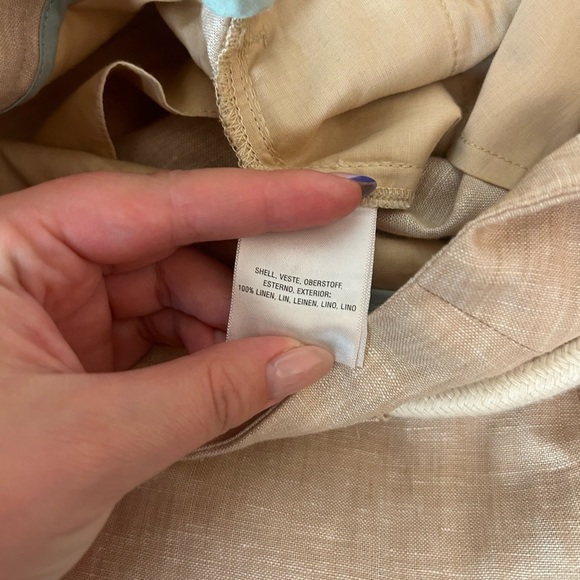 SHELL, VESTE, OBERSTOFF,
ESTERNO, EXTERIOR:
100% LINEN, LIN, LEINEN, LINO, LINO